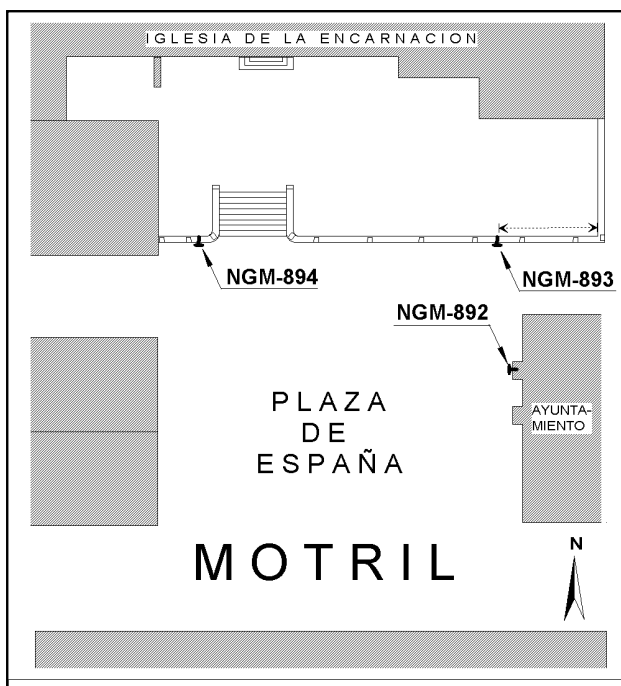 IGLESIA DE LA ENCARNACION
NGM-894
NGM-893
NGM-892
PLAZA
DE
ESPAÑA
AYUNTA-
MIENTO
MOTRIL
N